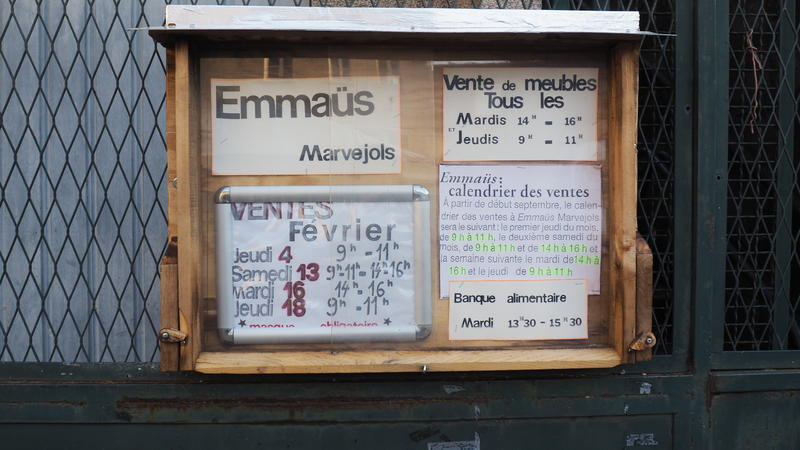 Emmaüs
Marvejols
Vente de meubles
Tous les
Mardis 14H - 16H
ET
Jeudis 9H - 11H
VENTES
Février
Jeudi 4 9h-11h
Samedi 13 9h-11h-14h-16h
Mardi 16 14h-16h
Jeudi 18 9h-11h
★ masque obligatoire ★
Emmaüs :
calendrier des ventes
À partir de début septembre, le calen-
drier des ventes à Emmaüs Marvejols
sera le suivant : le premier jeudi du mois,
de 9 h à 11 h, le deuxième samedi du
mois, de 9 h à 11 h et de 14 h à 16 h et
la semaine suivante le mardi de 14 h à
16 h et le jeudi de 9 h à 11 h
Banque alimentaire
Mardi 13H30 - 15H30